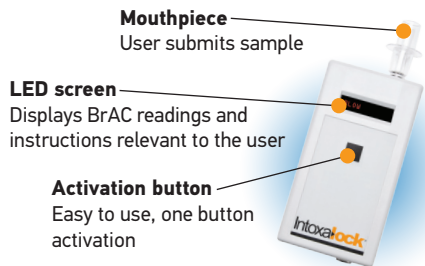 Mouthpiece
User submits sample
LED screen
Displays BrAC readings and
instructions relevant to the user
Activation button
Easy to use, one button
activation
Intoxalock